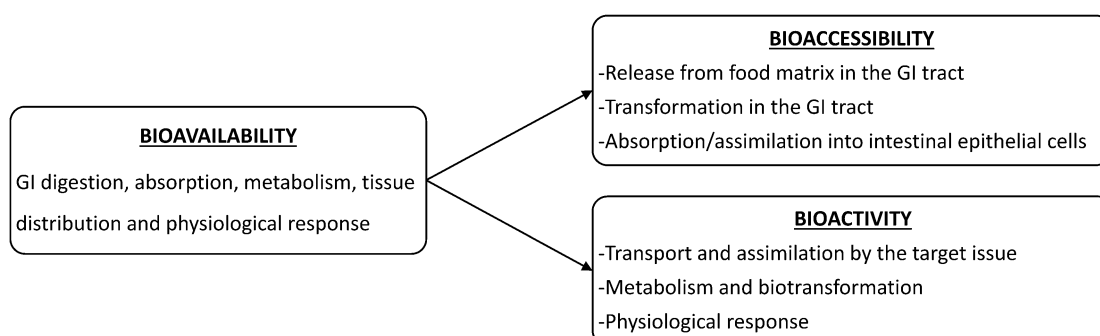 BIOAVAILABILITY
GI digestion, absorption, metabolism, tissue
distribution and physiological response
BIOACCESSIBILITY
-Release from food matrix in the GI tract
-Transformation in the GI tract
-Absorption/assimilation into intestinal epithelial cells
BIOACTIVITY
-Transport and assimilation by the target issue
-Metabolism and biotransformation
-Physiological response